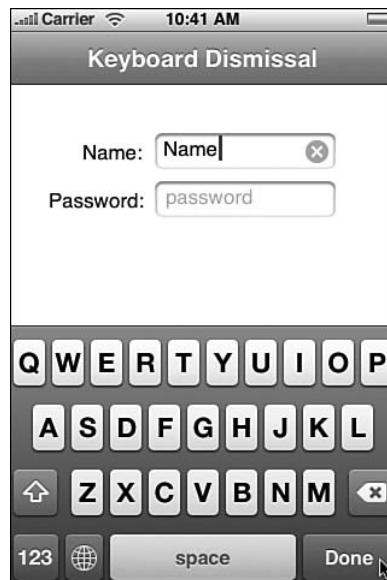 Carrier 10:41 AM
Keyboard Dismissal
Name: Name
Password: password
Q W E R T Y U I O P
A S D F G H J K L
Z X C V B N M
123 space Done